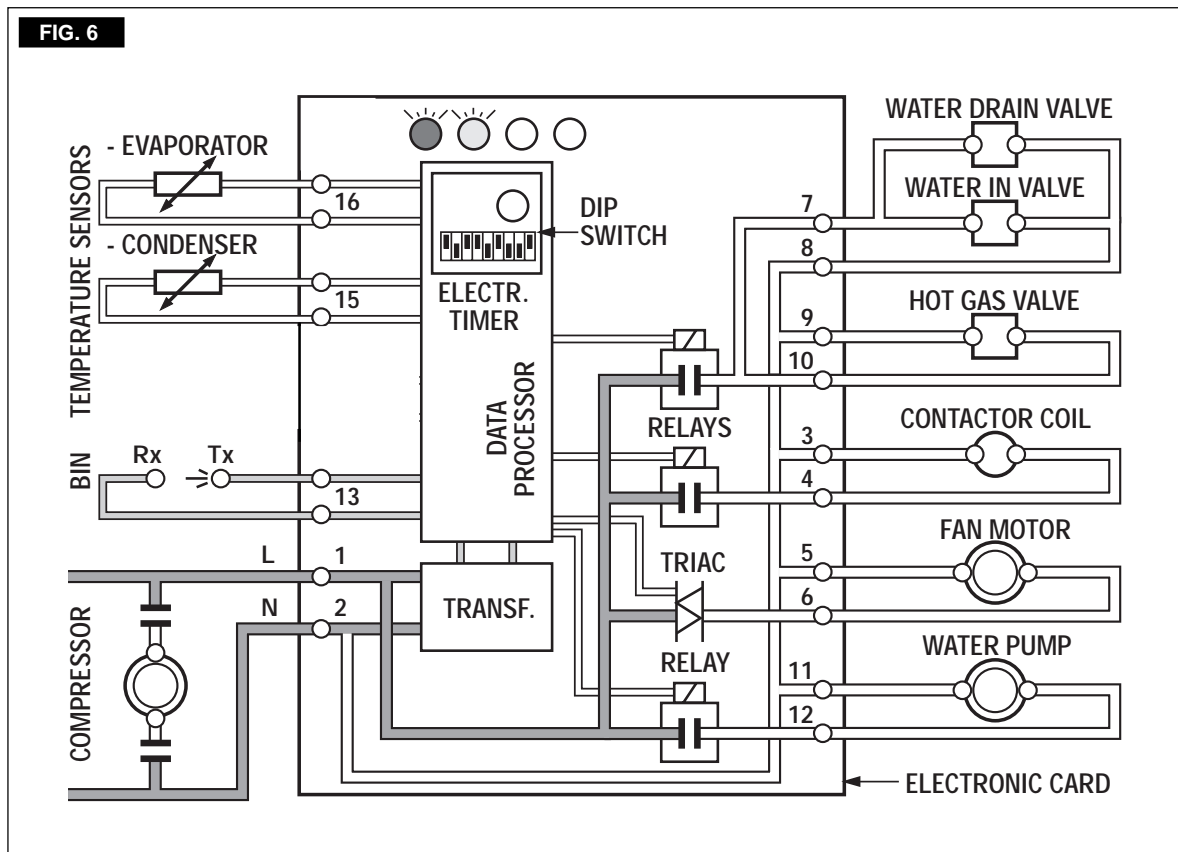 FIG. 6
TEMPERATURE SENSORS
- EVAPORATOR
16
- CONDENSER
15
BIN
Rx
Tx
13
L
1
N
2
COMPRESSOR
DIP
SWITCH
ELECTR.
TIMER
DATA
PROCESSOR
TRANSF.
RELAYS
TRIAC
RELAY
WATER DRAIN VALVE
7
WATER IN VALVE
8
HOT GAS VALVE
9
10
CONTACTOR COIL
3
4
FAN MOTOR
5
6
WATER PUMP
11
12
ELECTRONIC CARD